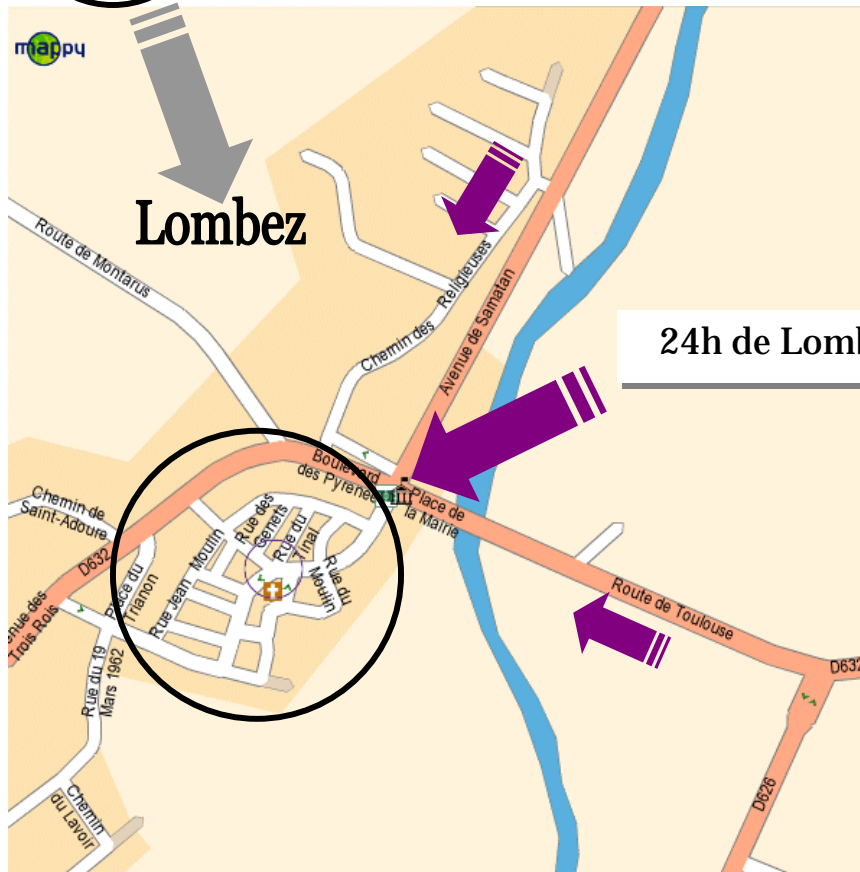 mappy
Lombez
Route de Montarus
Chemin des
Religieuses
Avenue de Samatan
24h de Lomb
Boulevard
des Pyrenee
Place de
la Mairie
Chemin de
Saint-Adoure
D632
Rue des
Genets
Rue du
Tinal
Rue du
Moulin
Rue Jean Moulin
Place du
Trianon
enue des
Trois Rois
Rue du 19
Mars 1962
Chemin
du Lavoir
Route de Toulouse
D632
D626